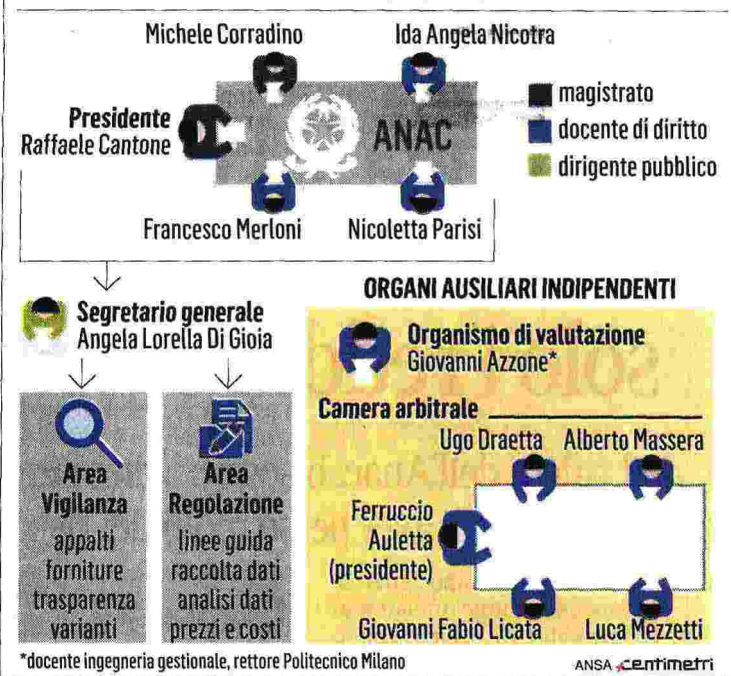 Michele Corradino
Ida Angela Nicotra
Presidente
Raffaele Cantone
ANAC
magistrato
docente di diritto
dirigente pubblico
Francesco Merloni
Nicoletta Parisi
Segretario generale
Angela Lorella Di Gioia
Area
Vigilanza
appalti
forniture
trasparenza
varianti
Area
Regolazione
linee guida
raccolta dati
analisi dati
prezzi e costi
ORGANI AUSILIARI INDIPENDENTI
Organismo di valutazione
Giovanni Azzone*
Camera arbitrale
Ugo Draetta
Alberto Massera
Ferruccio
Auletta
(presidente)
Giovanni Fabio Licata
Luca Mezzetti
*docente ingegneria gestionale, rettore Politecnico Milano
ANSA centimetri